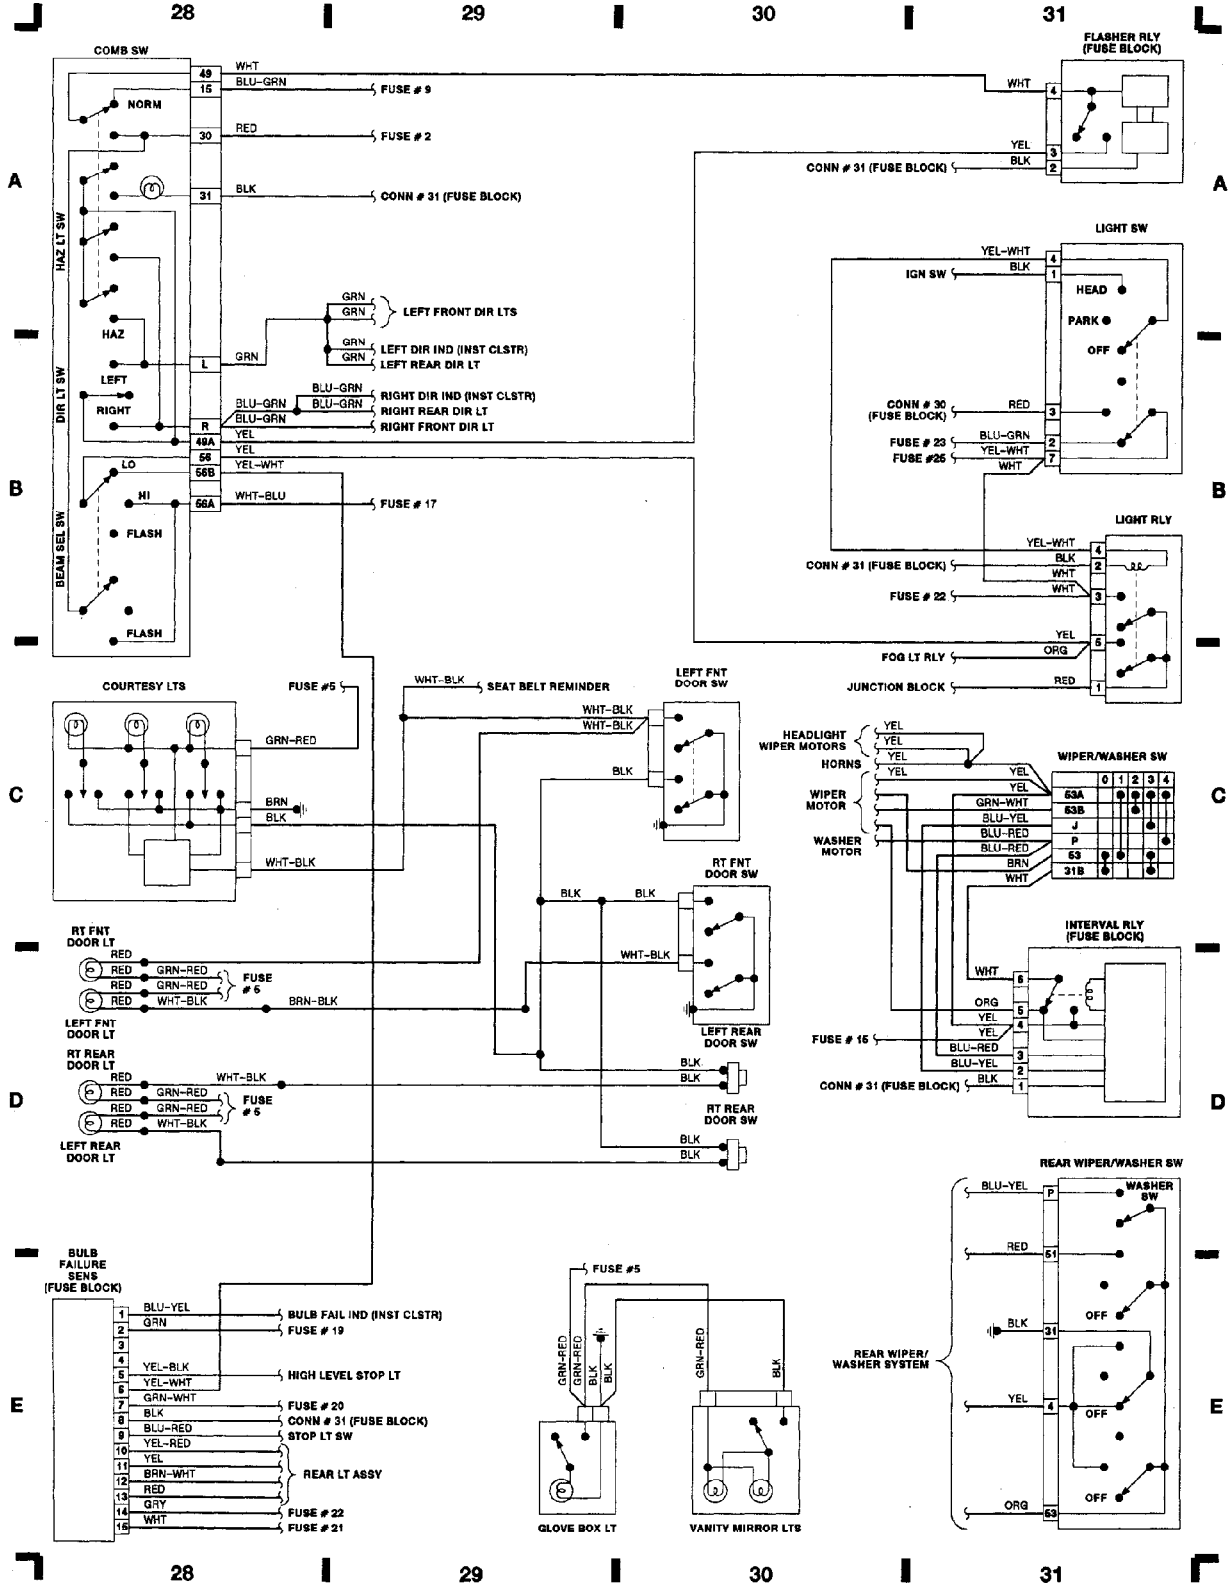 28 29 30 31
COMB SW
49 WHT
15 BLU-GRN FUSE # 9
NORM
30 RED FUSE # 2
31 BLK CONN # 31 (FUSE BLOCK)
A
HAZ LT SW
HAZ
GRN
GRN
LEFT FRONT DIR LTS
GRN LEFT DIR IND (INST CLSTR)
GRN LEFT REAR DIR LT
L GRN
DIR LT SW
LEFT
RIGHT
BLU-GRN RIGHT DIR IND (INST CLSTR)
BLU-GRN BLU-GRN RIGHT REAR DIR LT
R BLU-GRN RIGHT FRONT DIR LT
49A YEL
56 YEL
56B YEL-WHT
LO
B
HI
56A WHT-BLU FUSE # 17
FLASH
BEAM SEL SW
FLASH
FLASHER RLY
(FUSE BLOCK)
WHT 4
YEL 3
CONN # 31 (FUSE BLOCK) BLK 2
A
LIGHT SW
YEL-WHT 4
IGN SW BLK 1
HEAD
PARK
OFF
CONN # 30
(FUSE BLOCK)
RED 3
FUSE # 23 BLU-GRN 2
FUSE #25 YEL-WHT 7
WHT
B
LIGHT RLY
YEL-WHT 4
CONN # 31 (FUSE BLOCK) BLK 2
WHT
FUSE # 22 WHT 3
YEL 5
FOG LT RLY ORG
JUNCTION BLOCK RED 1
COURTESY LTS
FUSE #5
GRN-RED
BRN
BLK
WHT-BLK
C
WHT-BLK SEAT BELT REMINDER
LEFT FNT
DOOR SW
WHT-BLK
WHT-BLK
BLK
RT FNT
DOOR SW
BLK BLK
WHT-BLK
HEADLIGHT
WIPER MOTORS
YEL
YEL
HORNS YEL
YEL YEL
WIPER
MOTOR
YEL
GRN-WHT
BLU-YEL
WASHER
MOTOR
BLU-RED
BLU-RED
BRN
WHT
WIPER/WASHER SW
0 1 2 3 4
53A
53B
J
P
53
31B
C
RT FNT
DOOR LT
RED
RED GRN-RED
FUSE
# 5
RED GRN-RED
RED WHT-BLK BRN-BLK
LEFT FNT
DOOR LT
LEFT REAR
DOOR SW
RT REAR
DOOR LT
RED WHT-BLK
RED GRN-RED
FUSE
# 5
RED GRN-RED
RED WHT-BLK
LEFT REAR
DOOR LT
D
BLK
BLK
RT REAR
DOOR SW
BLK
BLK
INTERVAL RLY
(FUSE BLOCK)
WHT 6
ORG 5
YEL 4
FUSE # 15 YEL
BLU-RED 3
BLU-YEL 2
CONN # 31 (FUSE BLOCK) BLK 1
D
REAR WIPER/WASHER SW
BLU-YEL P
WASHER
SW
RED 51
OFF
BLK 31
REAR WIPER/
WASHER SYSTEM
YEL 4
OFF
OFF
ORG 53
E
BULB
FAILURE
SENS
(FUSE BLOCK)
1 BLU-YEL BULB FAIL IND (INST CLSTR)
2 GRN FUSE # 19
3
4
5 YEL-BLK HIGH LEVEL STOP LT
6 YEL-WHT
7 GRN-WHT FUSE # 20
8 BLK CONN # 31 (FUSE BLOCK)
9 BLU-RED STOP LT SW
10 YEL-RED
11 YEL
REAR LT ASSY
12 BRN-WHT
13 RED
14 GRY FUSE # 22
15 WHT FUSE # 21
E
FUSE #5
GRN-RED
GRN-RED
BLK
BLK
GLOVE BOX LT
GRN-RED
BLK
VANITY MIRROR LTS
28 29 30 31